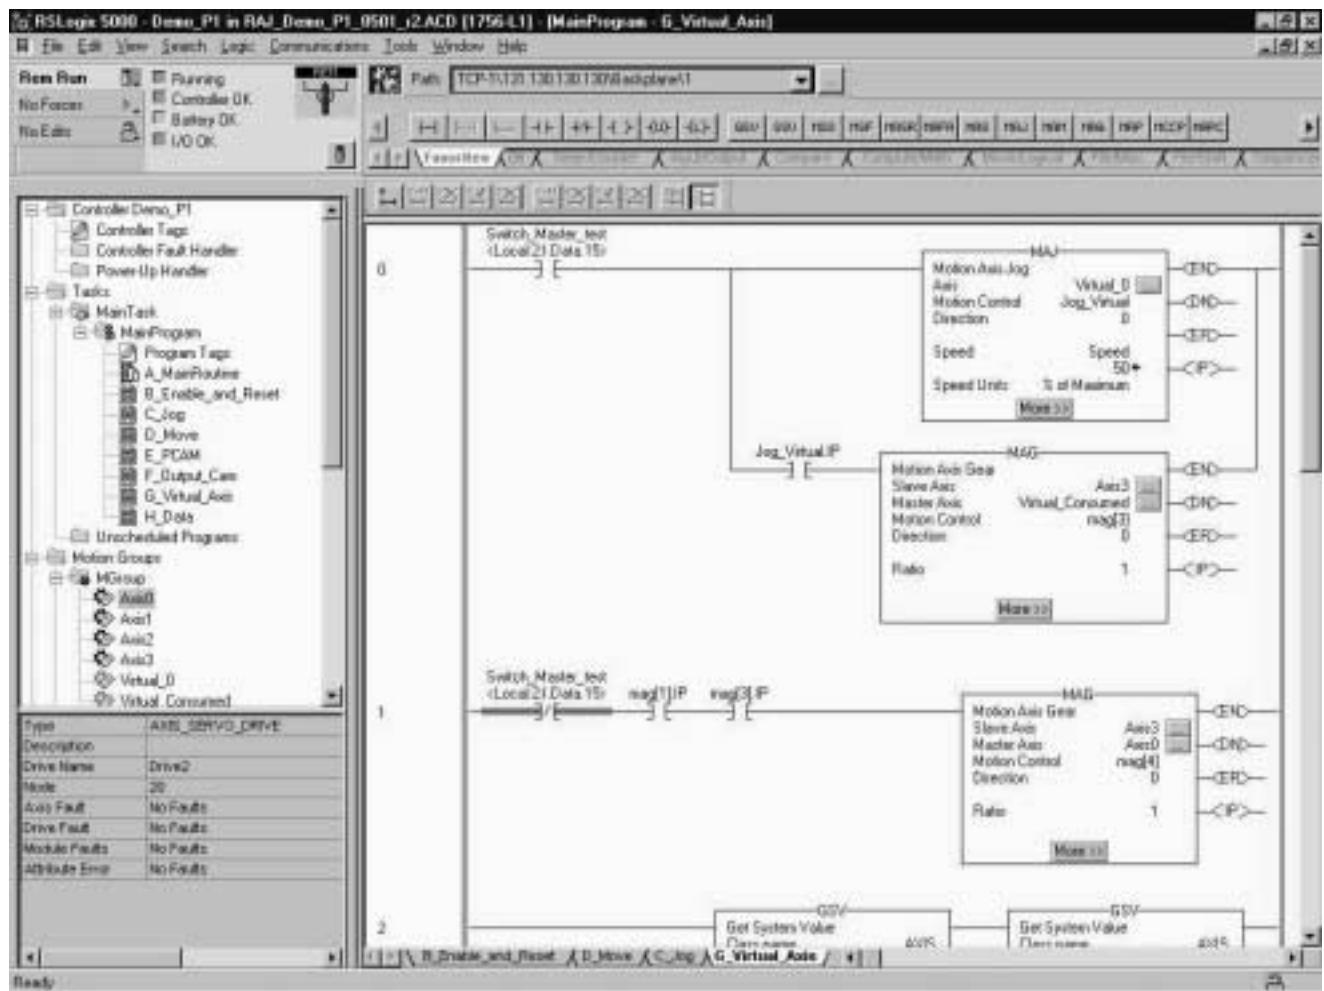 RSLogix 5000 - Demo_P1 in RAJ_Demo_P1_0501_r2.ACD [1756-L1] - [MainProgram - G_Virtual_Axis]
File Edit View Search Logic Communications Tools Window Help
Rem Run
No Forces
No Edits
Running
Controller OK
Battery OK
I/O OK
Path:
Favorites
Controller Demo_P1
Controller Tags
Controller Fault Handler
Power-Up Handler
Tasks
MainTask
MainProgram
Program Tags
A_MainRoutine
B_Enable_and_Reset
C_Jog
D_Move
E_PCAM
F_Output_Cam
G_Virtual_Axis
H_Data
Unscheduled Programs
Motion Groups
MGroup
Axis0
Axis1
Axis2
Axis3
Virtual_0
Virtual_Consumed
Type AXIS_SERVO_DRIVE
Description
Drive Name Drive2
Node 20
Axis Fault No Faults
Drive Fault No Faults
Module Faults No Faults
Attribute Error No Faults
0
Switch_Master_test
<Local:2:I.Data.15>
MAJ
Motion Axis Jog
Axis Virtual_0
Motion Control Jog_Virtual
Direction 0
Speed Speed
50
Speed Units % of Maximum
More >>
EN
DN
ER
IP
Jog_Virtual.IP
MAG
Motion Axis Gear
Slave Axis Axis3
Master Axis Virtual_Consumed
Motion Control mag[3]
Direction 0
Ratio 1
More >>
EN
DN
ER
IP
1
Switch_Master_test
<Local:2:I.Data.15>
mag[1].IP
mag[3].IP
MAG
Motion Axis Gear
Slave Axis Axis3
Master Axis Axis0
Motion Control mag[4]
Direction 0
Ratio 1
More >>
EN
DN
ER
IP
2
GSV
Get System Value
Class name AXIS
GSV
Get System Value
Class name AXIS
B_Enable_and_Reset D_Move C_Jog G_Virtual_Axis
Ready